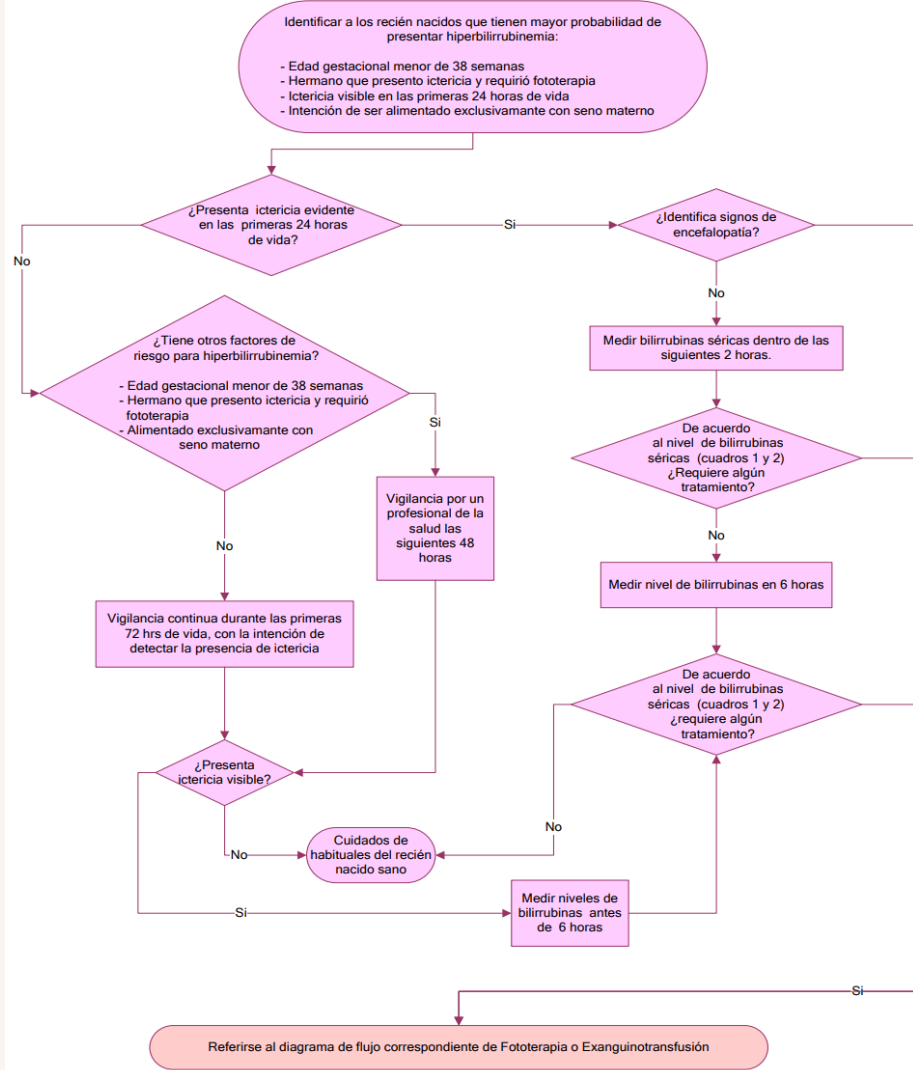 Identificar a los recién nacidos que tienen mayor probabilidad de
presentar hiperbilirrubinemia:
- Edad gestacional menor de 38 semanas
- Hermano que presento ictericia y requirió fototerapia
- Ictericia visible en las primeras 24 horas de vida
- Intención de ser alimentado exclusivamante con seno materno
¿Presenta ictericia evidente
en las primeras 24 horas
de vida?
Si
¿Identifica signos de
encefalopatía?
No
No
¿Tiene otros factores de
riesgo para hiperbilirrubinemia?
- Edad gestacional menor de 38 semanas
- Hermano que presento ictericia y requirió
fototerapia
- Alimentado exclusivamante con
seno materno
Si
Medir bilirrubinas séricas dentro de las
siguientes 2 horas.
De acuerdo
al nivel de bilirrubinas
séricas (cuadros 1 y 2)
¿Requiere algún
tratamiento?
Vigilancia por un
profesional de la
salud las
siguientes 48
horas
No
No
Medir nivel de bilirrubinas en 6 horas
Vigilancia continua durante las primeras
72 hrs de vida, con la intención de
detectar la presencia de ictericia
De acuerdo
al nivel de bilirrubinas
séricas (cuadros 1 y 2)
¿requiere algún
tratamiento?
¿Presenta
ictericia visible?
No
No
Cuidados de
habituales del recién
nacido sano
Si
Medir niveles de
bilirrubinas antes
de 6 horas
Si
Referirse al diagrama de flujo correspondiente de Fototerapia o Exanguinotransfusión